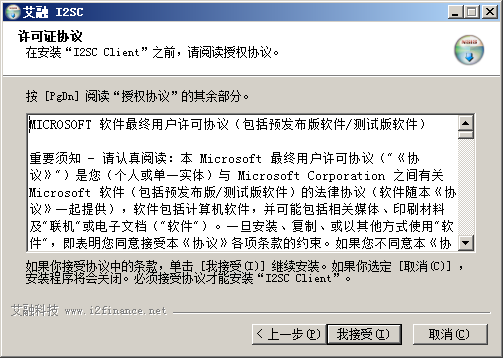 艾融 I2SC
许可证协议
在安装“I2SC Client”之前，请阅读授权协议。
按 [PgDn] 阅读“授权协议”的其余部分。
MICROSOFT 软件最终用户许可协议（包括预发布版软件/测试版软件）
重要须知 - 请认真阅读：本 Microsoft 最终用户许可协议（"《协
议》"）是您（个人或单一实体）与 Microsoft Corporation 之间有关
Microsoft 软件（包括预发布版/测试版软件）的法律协议（软件随本《协
议》一起提供），软件包括计算机软件，并可能包括相关媒体、印刷材料
及"联机"或电子文档（"软件"）。一旦安装、复制、或以其他方式使用"软
件"，即表明您同意接受本《协议》各项条款的约束。如果您不同意本《协
如果你接受协议中的条款，单击 [我接受(I)] 继续安装。如果你选定 [取消(C)] ，
安装程序将会关闭。必须接受协议才能安装“I2SC Client”。
艾融科技 www.i2finance.net
< 上一步(P)
我接受(I)
取消(C)